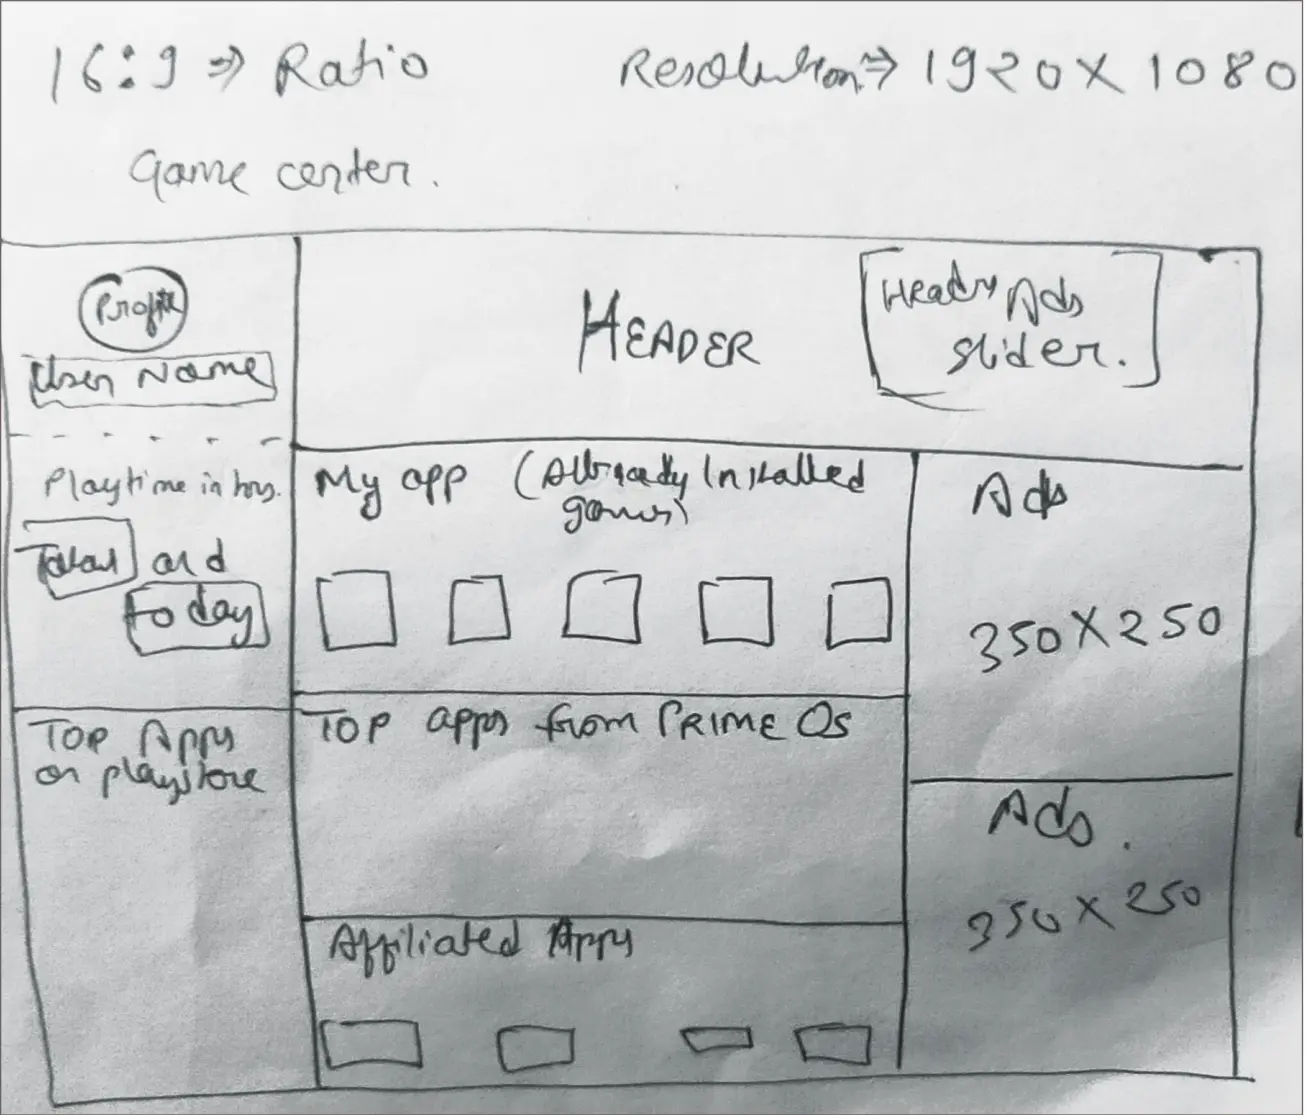 16:9 => Ratio
Resolution => 1920 X 1080
Game center.
Profile
User Name
Playtime in hrs.
Total and
today
Top Apps
on playstore
HEADER
Header Ads
slider.
My app (Already Installed
games)
Top apps from PRIME OS
Affiliated Apps
Ads
350 X 250
Ads.
350 X 250